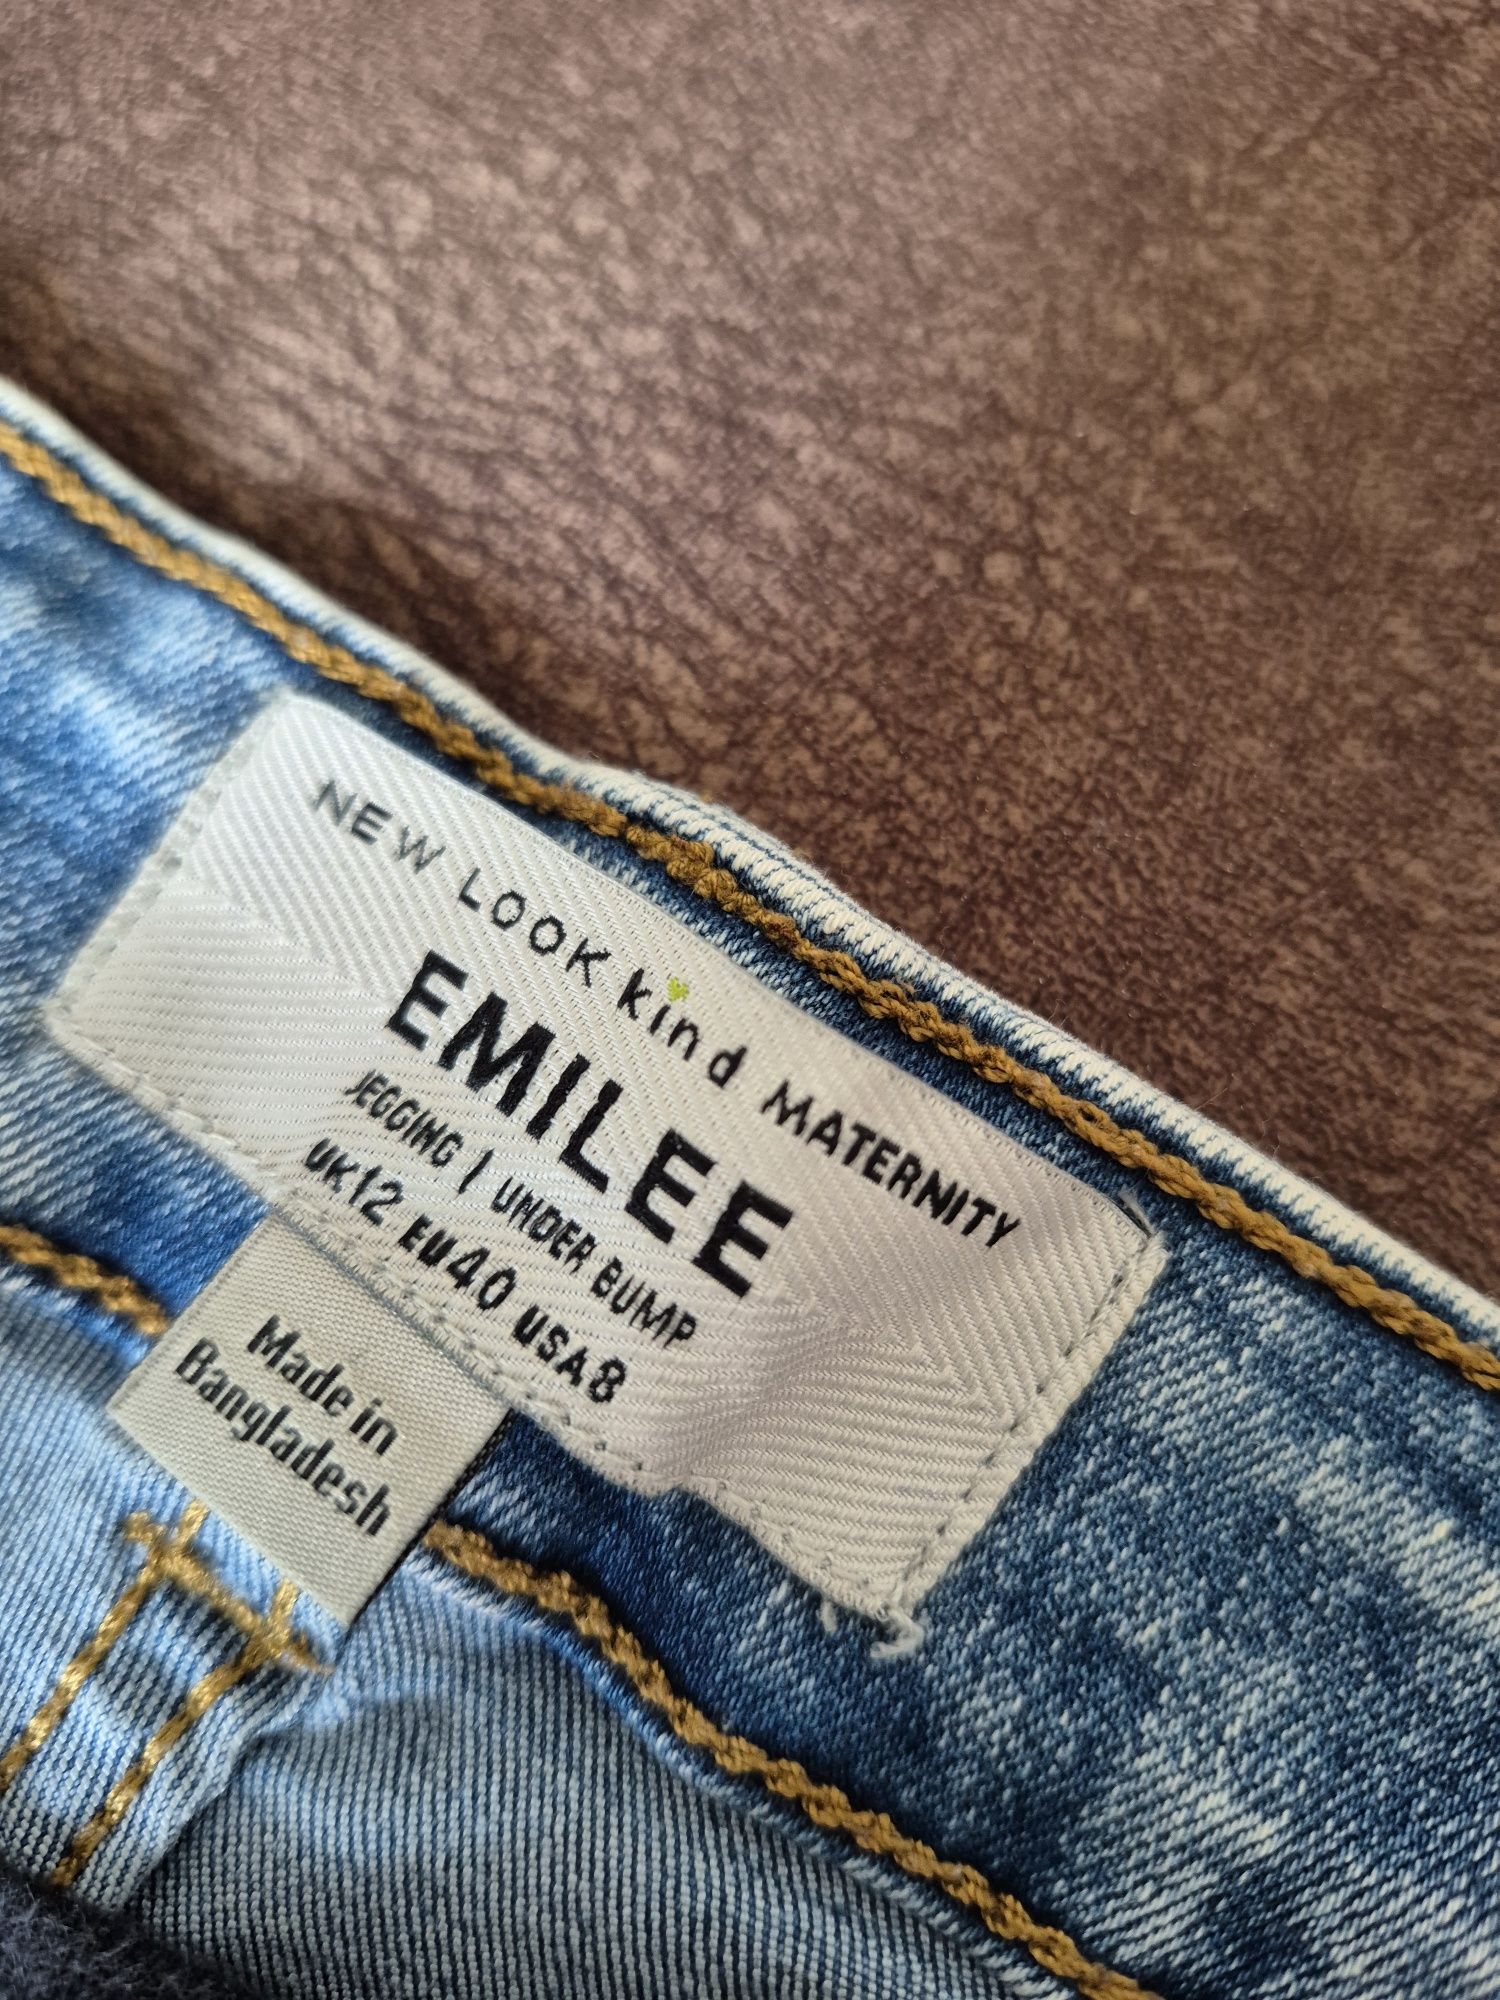 NEW LOOK kind MATERNITY
EMILEE
JEGGING | UNDER BUMP
UK12 EU40 USA8
Made in
Bangladesh